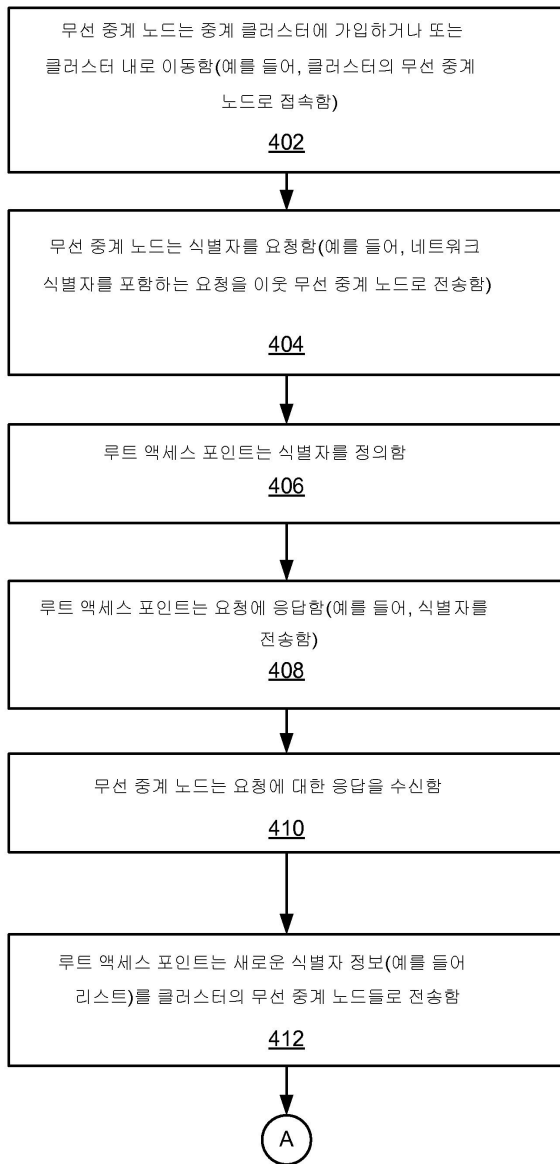 무선 중계 노드는 중계 클러스터에 가입하거나 또는
클러스터 내로 이동함(예를 들어, 클러스터의 무선 중계
노드로 접속함)
402
무선 중계 노드는 식별자를 요청함(예를 들어, 네트워크
식별자를 포함하는 요청을 이웃 무선 중계 노드로 전송함)
404
루트 액세스 포인트는 식별자를 정의함
406
루트 액세스 포인트는 요청에 응답함(예를 들어, 식별자를
전송함)
408
무선 중계 노드는 요청에 대한 응답을 수신함
410
루트 액세스 포인트는 새로운 식별자 정보(예를 들어
리스트)를 클러스터의 무선 중계 노드들로 전송함
412
A